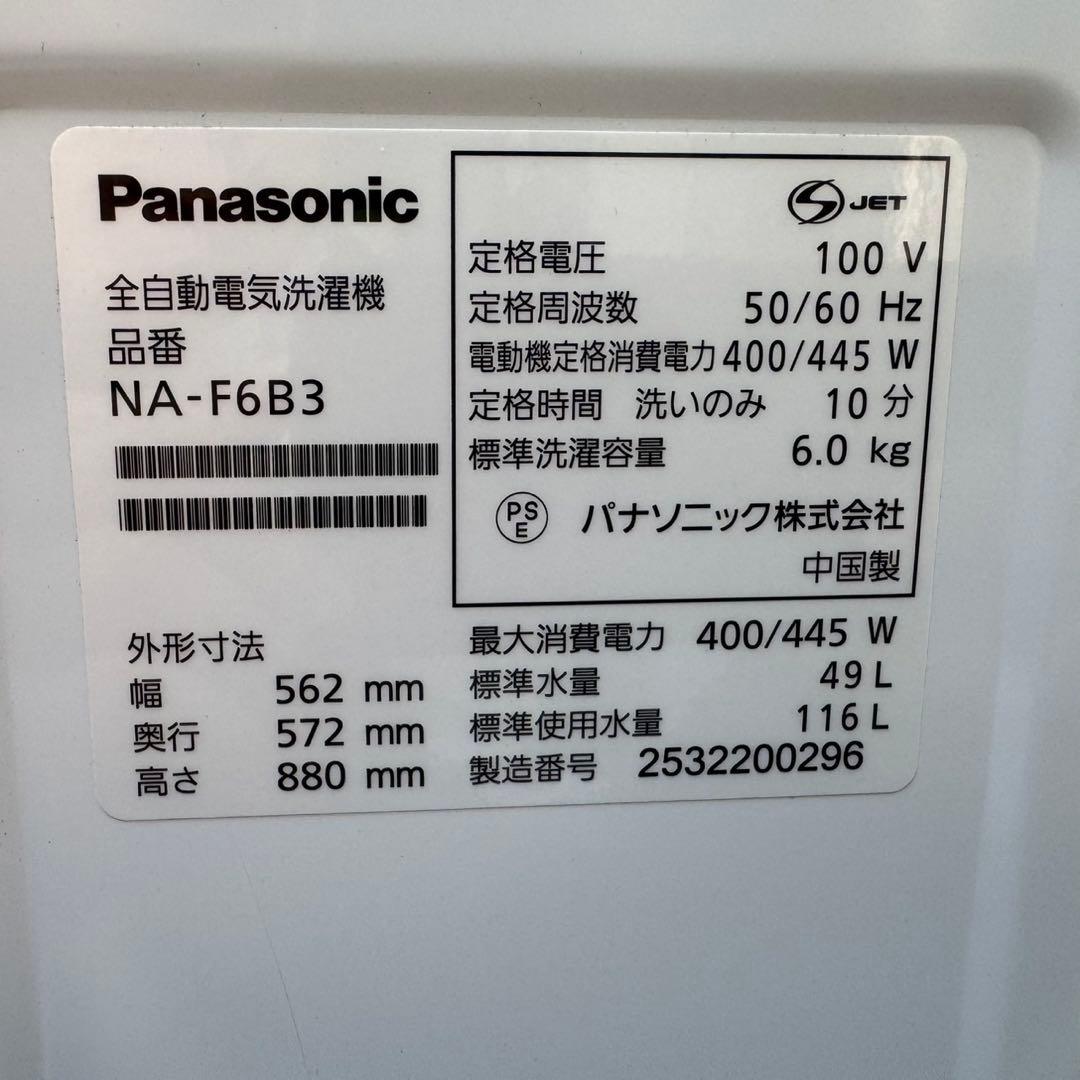 Panasonic
全自動電気洗濯機
品番
NA-F6B3
外形寸法
幅 562 mm
奥行 572 mm
高さ 880 mm
JET
定格電圧 100 V
定格周波数 50/60 Hz
電動機定格消費電力 400/445 W
定格時間 洗いのみ 10 分
標準洗濯容量 6.0 kg
PS
E
パナソニック株式会社
中国製
最大消費電力 400/445 W
標準水量 49 L
標準使用水量 116 L
製造番号 2532200296